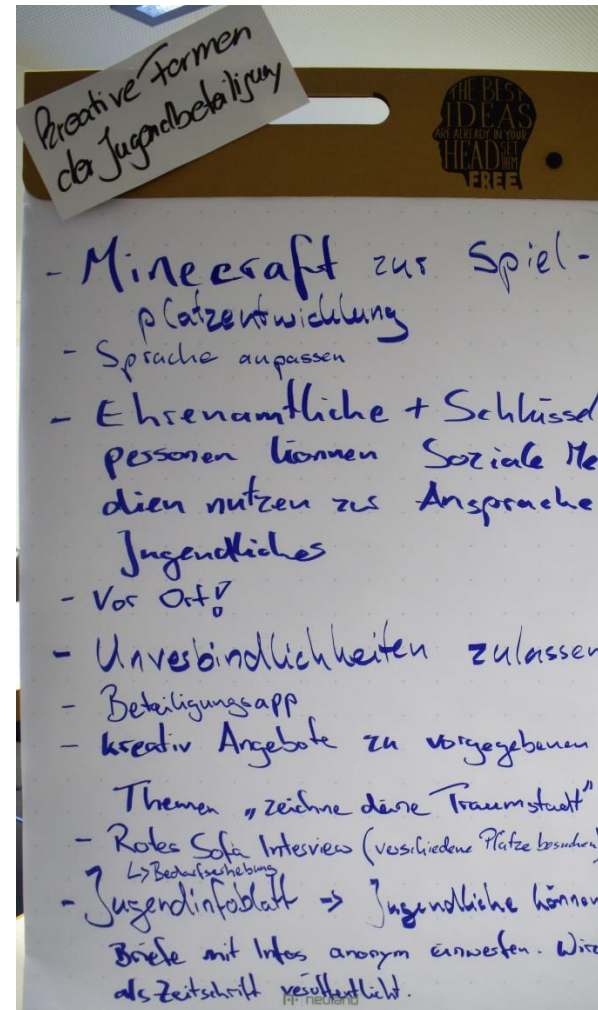 Kreative Formen
der Jugendbeteiligung
THE BEST
IDEAS
ARE ALREADY IN YOUR
HEAD SET
THEM
FREE
- Minecraft zur Spiel-
platzentwicklung
- Sprache anpassen
- Ehrenamtliche + Schlüssel
personen können Soziale Me
dien nutzen zur Ansprache
Jugendlicher
- Vor Ort!
- Unverbindlichkeiten zulassen
- Beteiligungsapp
- kreativ Angebote zu vorgegebenen
Themen „zeichne deine Traumstadt"
- Rotes Sofa Interview (verschiedene Plätze besuchen)
↳ Bedarfserhebung
- Jugendinfoblatt => Jugendliche können
Briefe mit Infos anonym einwerfen. Wird
als Zeitschrift veröffentlicht.
neuland